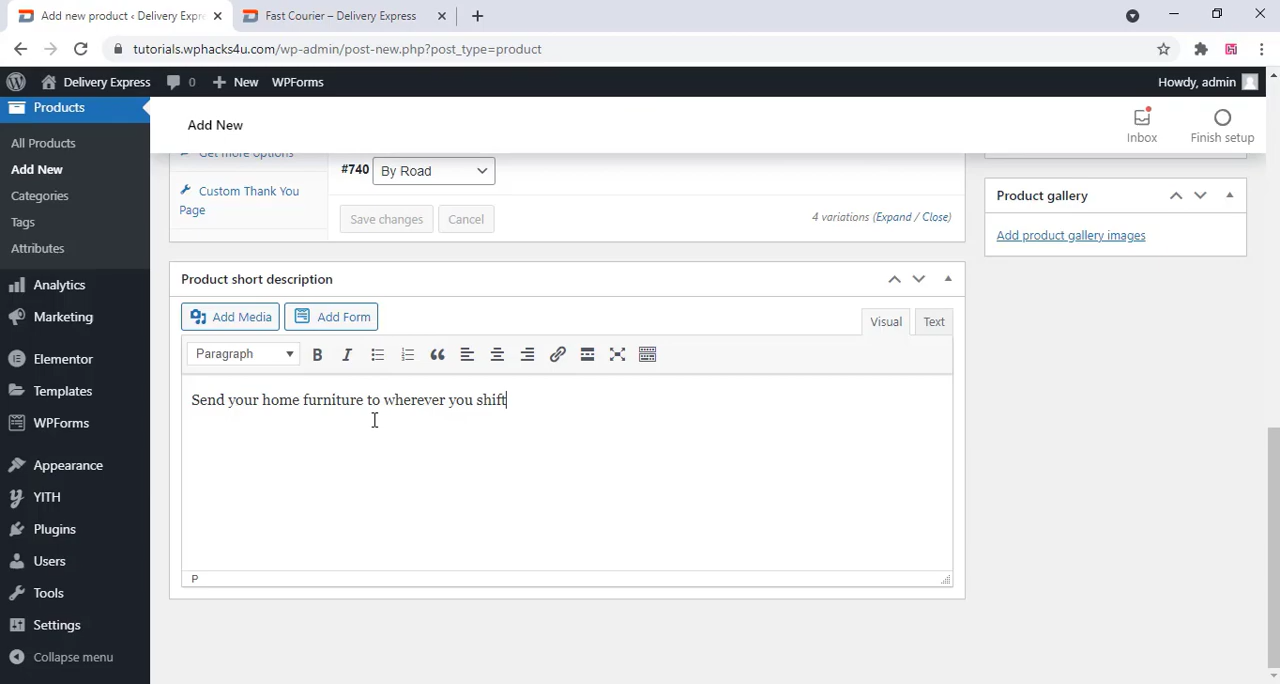 Add new product ‹ Delivery Expre
Fast Courier – Delivery Express
tutorials.wphacks4u.com/wp-admin/post-new.php?post_type=product
Delivery Express
0
New
WPForms
Howdy, admin
Products
All Products
Add New
Categories
Tags
Attributes
Analytics
Marketing
Elementor
Templates
WPForms
Appearance
YITH
Plugins
Users
Tools
Settings
Collapse menu
Add New
Inbox
Finish setup
Get more options
Custom Thank You
Page
#740 By Road
Save changes
Cancel
4 variations (Expand / Close)
Product gallery
Add product gallery images
Product short description
Add Media
Add Form
Visual
Text
Paragraph
B
I
Send your home furniture to wherever you shift
P